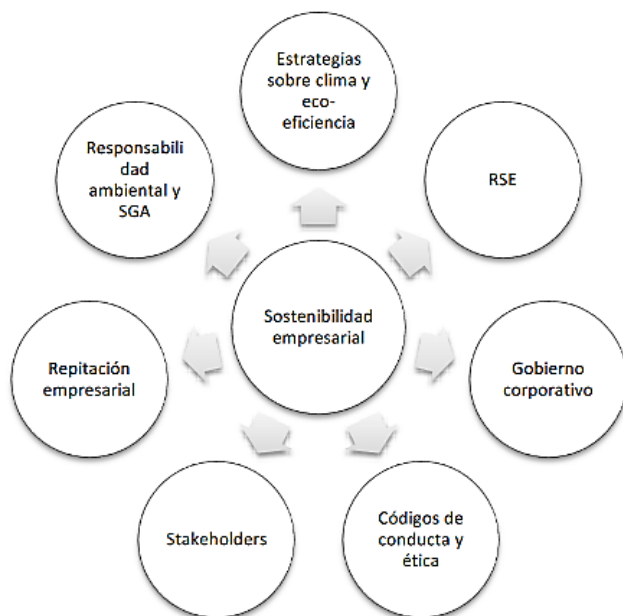 Estrategias
sobre clima y
eco-
eficiencia
RSE
Gobierno
corporativo
Códigos de
conducta y
ética
Stakeholders
Repitación
empresarial
Responsabili
dad
ambiental y
SGA
Sostenibilidad
empresarial